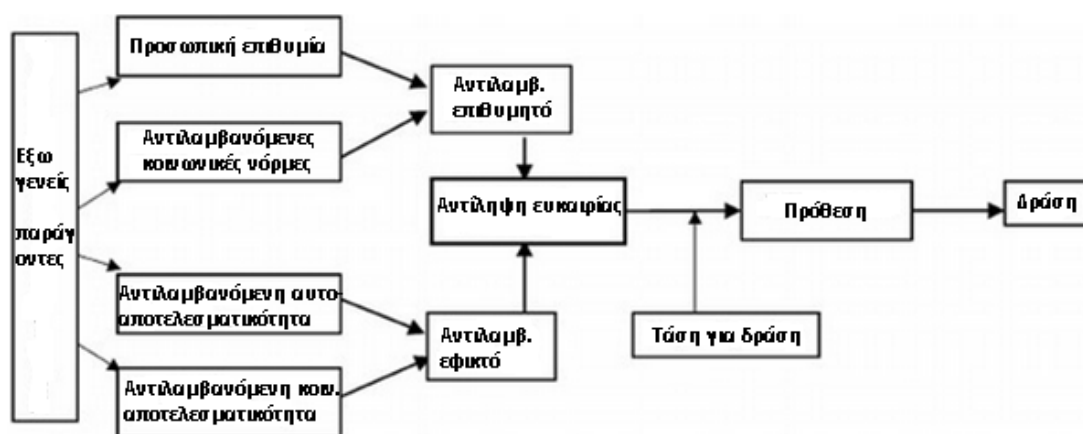 Εξω
γενείς
παράγ
οντες
Προσωπική επιθυμία
Αντιλαμβανόμενες
κοινωνικές νόρμες
Αντιλαμβανόμενη αυτο-
αποτελεσματικότητα
Αντιλαμβανόμενη κοιν.
αποτελεσματικότητα
Αντιλαμβ.
επιθυμητό
Αντίληψη ευκαιρίας
Αντιλαμβ.
εφικτό
Τάση για δράση
Πρόθεση
Δράση